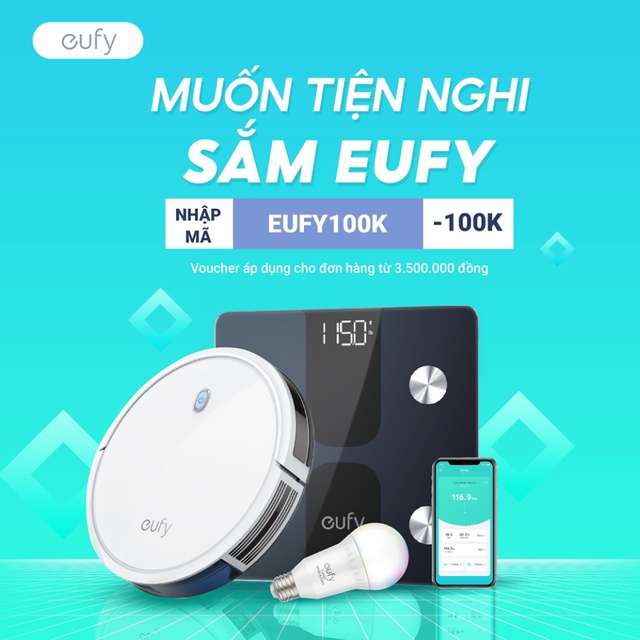 eufy
MUỐN TIỆN NGHI
SẮM EUFY
NHẬP
MÃ
EUFY100K
-100K
Voucher áp dụng cho đơn hàng từ 3.500.000 đồng
115.0
eufy
eufy
eufy
116.9